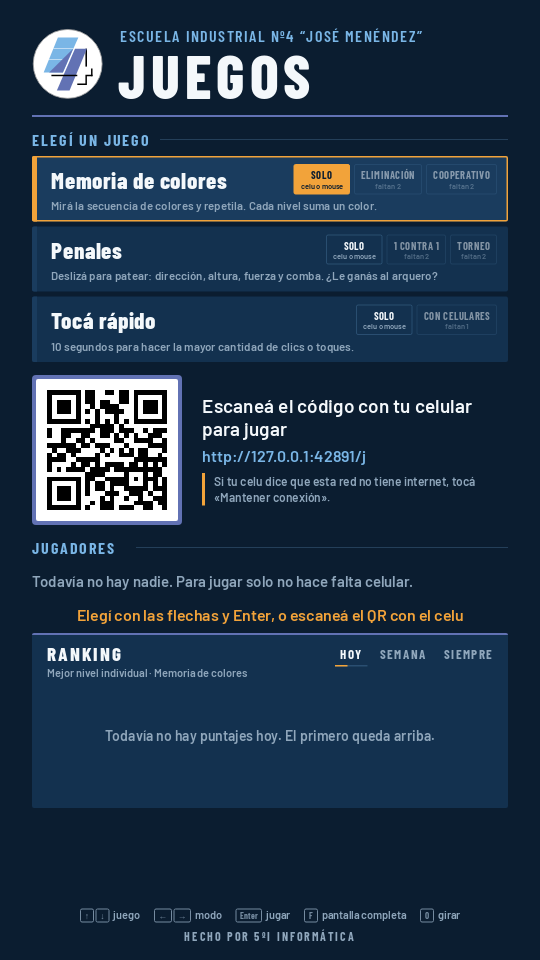 ESCUELA INDUSTRIAL Nº4 “JOSÉ MENÉNDEZ”
JUEGOS
ELEGÍ UN JUEGO
Memoria de colores
SOLO
celu o mouse
ELIMINACIÓN
faltan 2
COOPERATIVO
faltan 2
Mirá la secuencia de colores y repetila. Cada nivel suma un color.
Penales
SOLO
celu o mouse
1 CONTRA 1
faltan 2
TORNEO
faltan 2
Deslizá para patear: dirección, altura, fuerza y comba. ¿Le ganás al arquero?
Tocá rápido
SOLO
celu o mouse
CON CELULARES
faltan 1
10 segundos para hacer la mayor cantidad de clics o toques.
Escaneá el código con tu celular
para jugar
http://127.0.0.1:42891/j
Si tu celu dice que esta red no tiene internet, tocá
«Mantener conexión».
JUGADORES
Todavía no hay nadie. Para jugar solo no hace falta celular.
Elegí con las flechas y Enter, o escaneá el QR con el celu
RANKING
HOY SEMANA SIEMPRE
Mejor nivel individual · Memoria de colores
Todavía no hay puntajes hoy. El primero queda arriba.
↑ ↓ juego ← → modo Enter jugar F pantalla completa O girar
HECHO POR 5º1 INFORMÁTICA